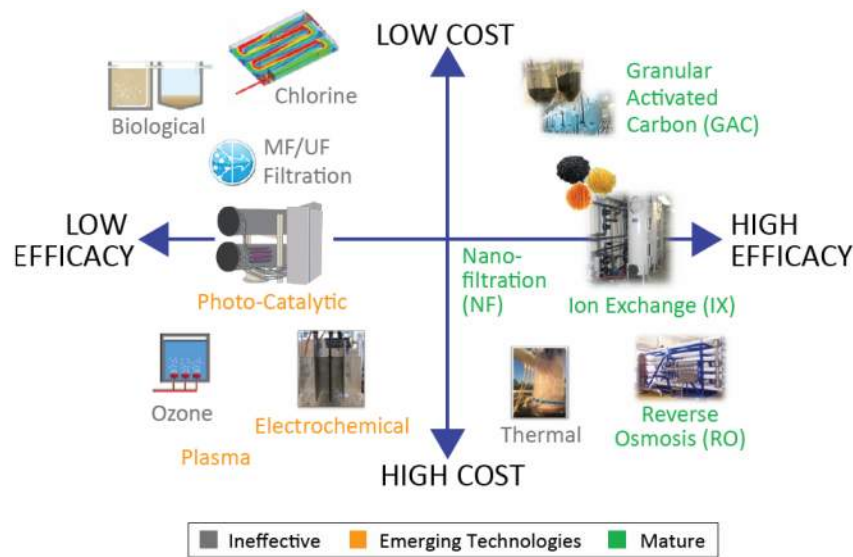 LOW COST
Chlorine
Biological
Granular
Activated
Carbon (GAC)
MF/UF
Filtration
LOW
EFFICACY
HIGH
EFFICACY
Photo-Catalytic
Nano-
filtration
(NF)
Ion Exchange (IX)
Ozone
Electrochemical
Plasma
Thermal
Reverse
Osmosis (RO)
HIGH COST
Ineffective
Emerging Technologies
Mature